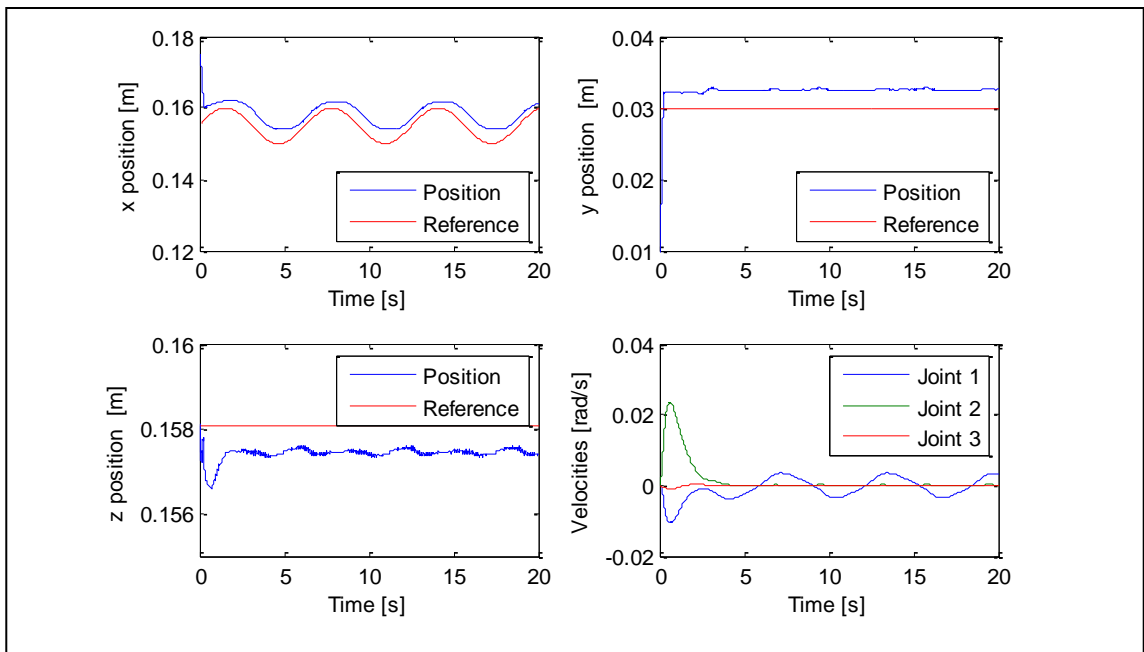 0.18
0.16
0.14
0.12
x position [m]
0 5 10 15 20
Time [s]
Position
Reference
0.04
0.03
0.02
0.01
y position [m]
0 5 10 15 20
Time [s]
Position
Reference
0.16
0.158
0.156
z position [m]
0 5 10 15 20
Time [s]
Position
Reference
0.04
0.02
0
-0.02
Velocities [rad/s]
0 5 10 15 20
Time [s]
Joint 1
Joint 2
Joint 3